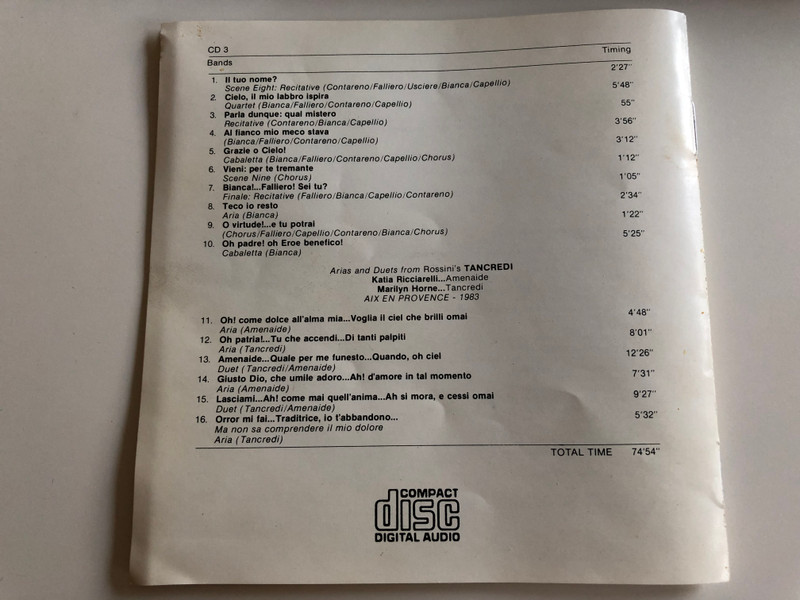 CD 3 Timing
Bands
2'27"
1. Il tuo nome?
Scene Eight: Recitative (Contareno/Falliero/Usciere/Bianca/Capellio) 5'48"
2. Cielo, il mio labbro ispira
Quartet (Bianca/Falliero/Contareno/Capellio) 55"
3. Parla dunque: qual mistero
Recitative (Contareno/Bianca/Capellio) 3'56"
4. Al fianco mio meco stava
(Bianca/Falliero/Contareno/Capellio) 3'12"
5. Grazie o Cielo!
Cabaletta (Bianca/Falliero/Contareno/Capellio/Chorus) 1'12"
6. Vieni: per te tremante
Scene Nine (Chorus) 1'05"
7. Bianca!...Falliero! Sei tu?
Finale: Recitative (Falliero/Bianca/Capellio/Contareno) 2'34"
8. Teco io resto
Aria (Bianca) 1'22"
9. O virtude!...e tu potrai
(Chorus/Falliero/Capellio/Contareno/Bianca/Chorus) 5'25"
10. Oh padre! oh Eroe benefico!
Cabaletta (Bianca)
Arias and Duets from Rossini's TANCREDI
Katia Ricciarelli...Amenaide
Marilyn Horne...Tancredi
AIX EN PROVENCE - 1983
11. Oh! come dolce all'alma mia...Voglia il ciel che brilli omai 4'48"
Aria (Amenaide)
12. Oh patria!...Tu che accendi...Di tanti palpiti 8'01"
Aria (Tancredi)
13. Amenaide...Quale per me funesto...Quando, oh ciel 12'26"
Duet (Tancredi/Amenaide)
14. Giusto Dio, che umile adoro...Ah! d'amore in tal momento 7'31"
Aria (Amenaide)
15. Lasciami...Ah! come mai quell'anima...Ah si mora, e cessi omai 9'27"
Duet (Tancredi/Amenaide)
16. Orror mi fai...Traditrice, io t'abbandono... 5'32"
Ma non sa comprendere il mio dolore
Aria (Tancredi)
TOTAL TIME 74'54"
COMPACT
disc
DIGITAL AUDIO